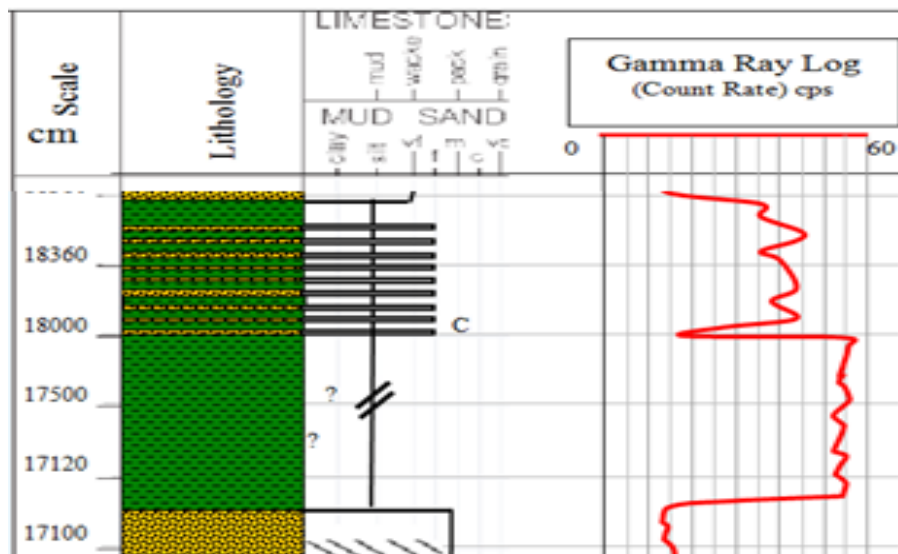 LIMESTONES
mud
wacke
pack
grain
Scale
cm
Lithology
MUD SAND
clay
silt
vf
f
m
c
vc
Gamma Ray Log
(Count Rate) cps
0 60
18360
18000
C
17500
?
?
17120
17100